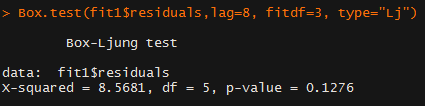 > Box.test(fit1$residuals,lag=8, fitdf=3, type="Lj")
Box-Ljung test
data:  fit1$residuals
X-squared = 8.5681, df = 5, p-value = 0.1276